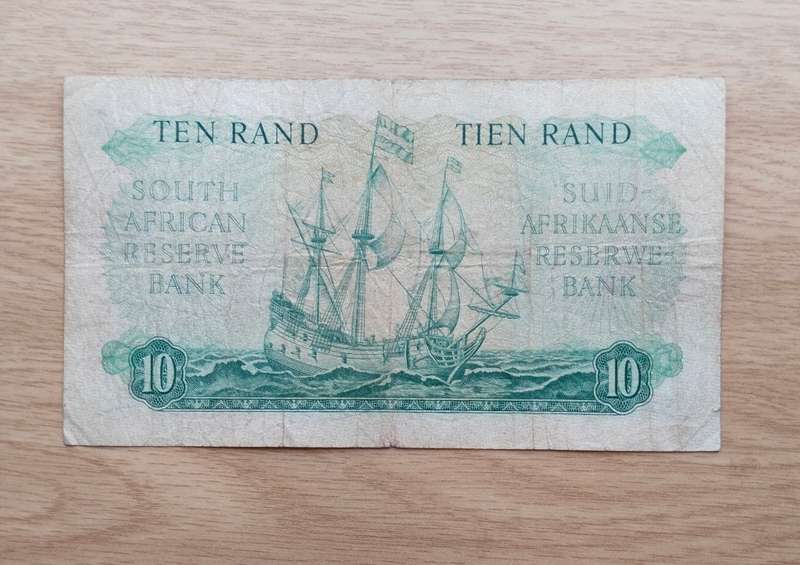 TEN RAND
TIEN RAND
SOUTH
AFRICAN
RESERVE
BANK
SUID-
AFRIKAANSE
RESERWE-
BANK
10
10